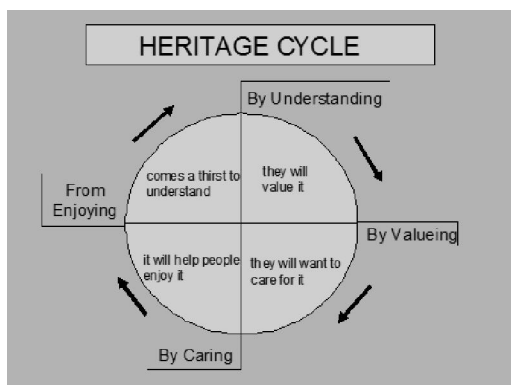 HERITAGE CYCLE
By Understanding
they will
value it
By Valueing
they will want to
care for it
By Caring
it will help people
enjoy it
From
Enjoying
comes a thirst to
understand